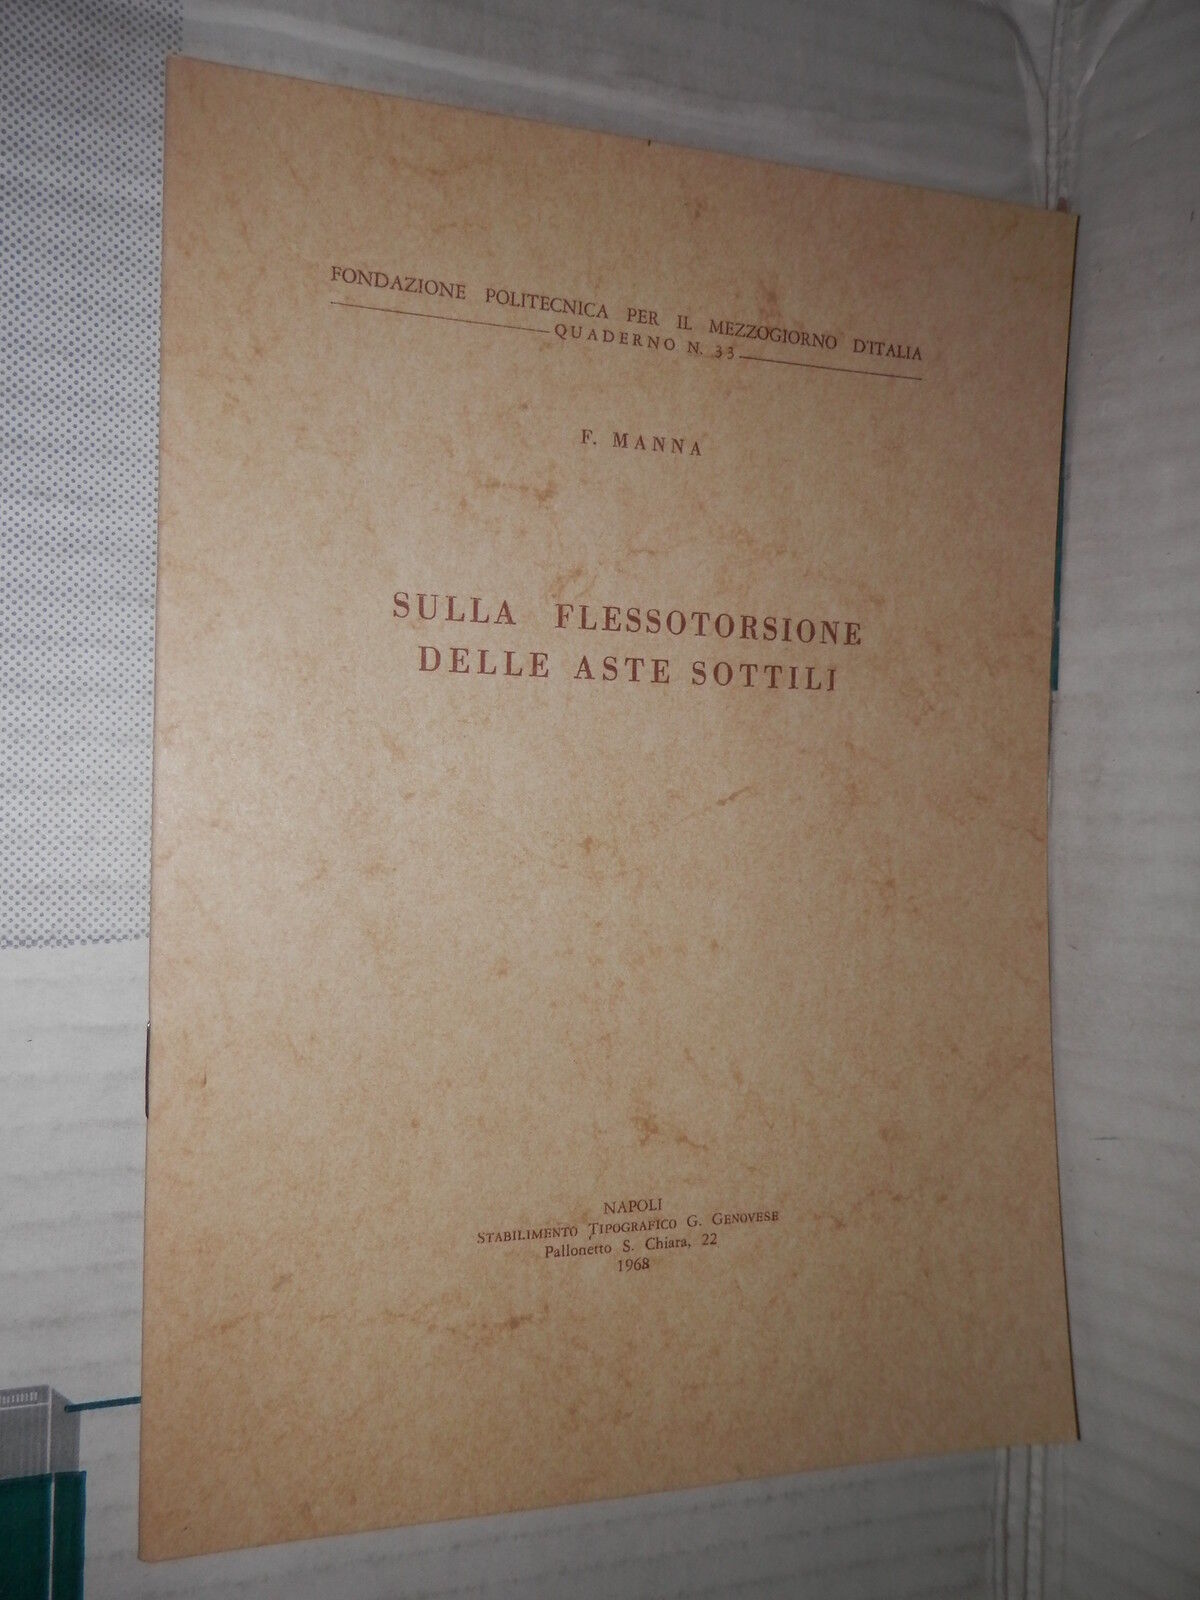 FONDAZIONE POLITECNICA PER IL MEZZOGIORNO D'ITALIA
QUADERNO N. 33
F. MANNA
SULLA FLESSOTORSIONE
DELLE ASTE SOTTILI
NAPOLI
STABILIMENTO TIPOGRAFICO G. GENOVESE
Pallonetto S. Chiara, 22
1968